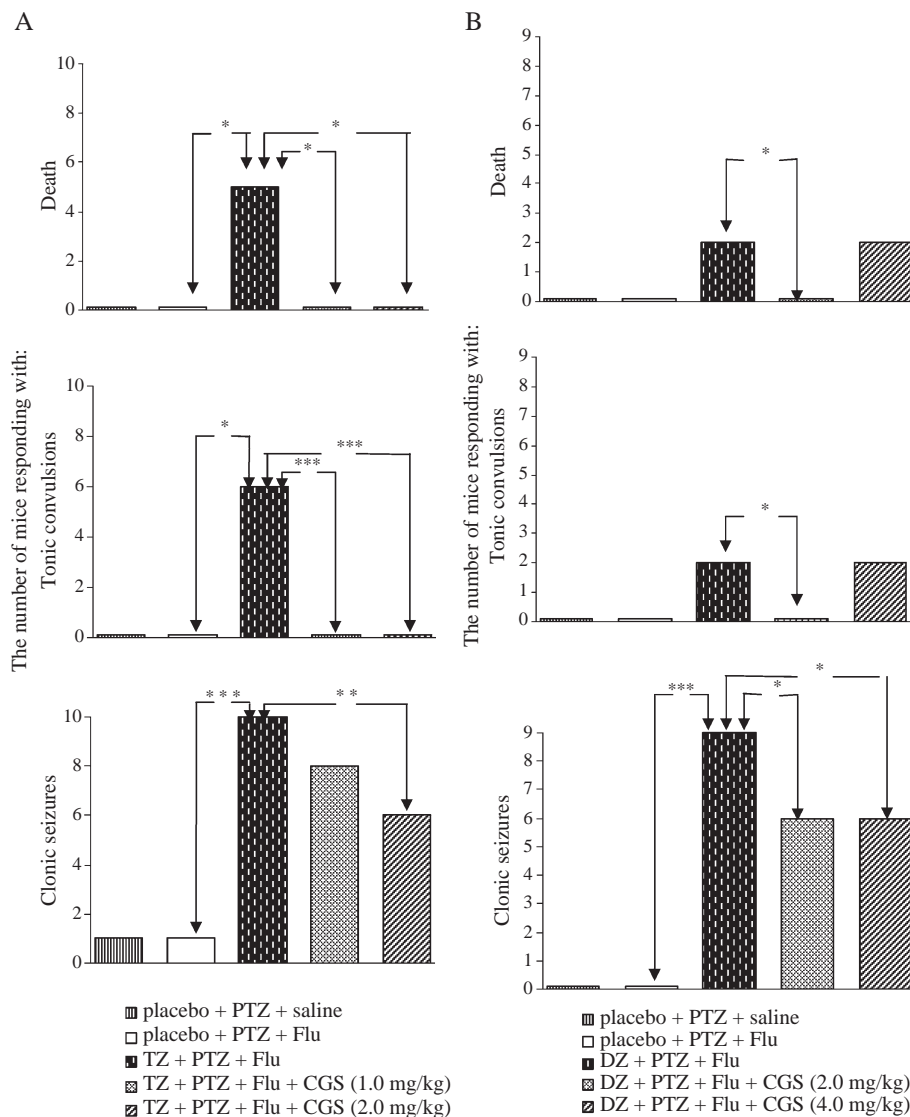 A
10
8
6
4
2
0
Death
* *
*
10
8
6
4
2
0
Tonic convulsions
*
***
***
The number of mice responding with:
10
8
6
4
2
0
Clonic seizures
*** **
placebo + PTZ + saline
placebo + PTZ + Flu
TZ + PTZ + Flu
TZ + PTZ + Flu + CGS (1.0 mg/kg)
TZ + PTZ + Flu + CGS (2.0 mg/kg)
B
9
8
7
6
5
4
3
2
1
0
Death
*
9
8
7
6
5
4
3
2
1
0
Tonic convulsions
*
The number of mice responding with:
9
8
7
6
5
4
3
2
1
0
Clonic seizures
*
*** *
placebo + PTZ + saline
placebo + PTZ + Flu
DZ + PTZ + Flu
DZ + PTZ + Flu + CGS (2.0 mg/kg)
DZ + PTZ + Flu + CGS (4.0 mg/kg)